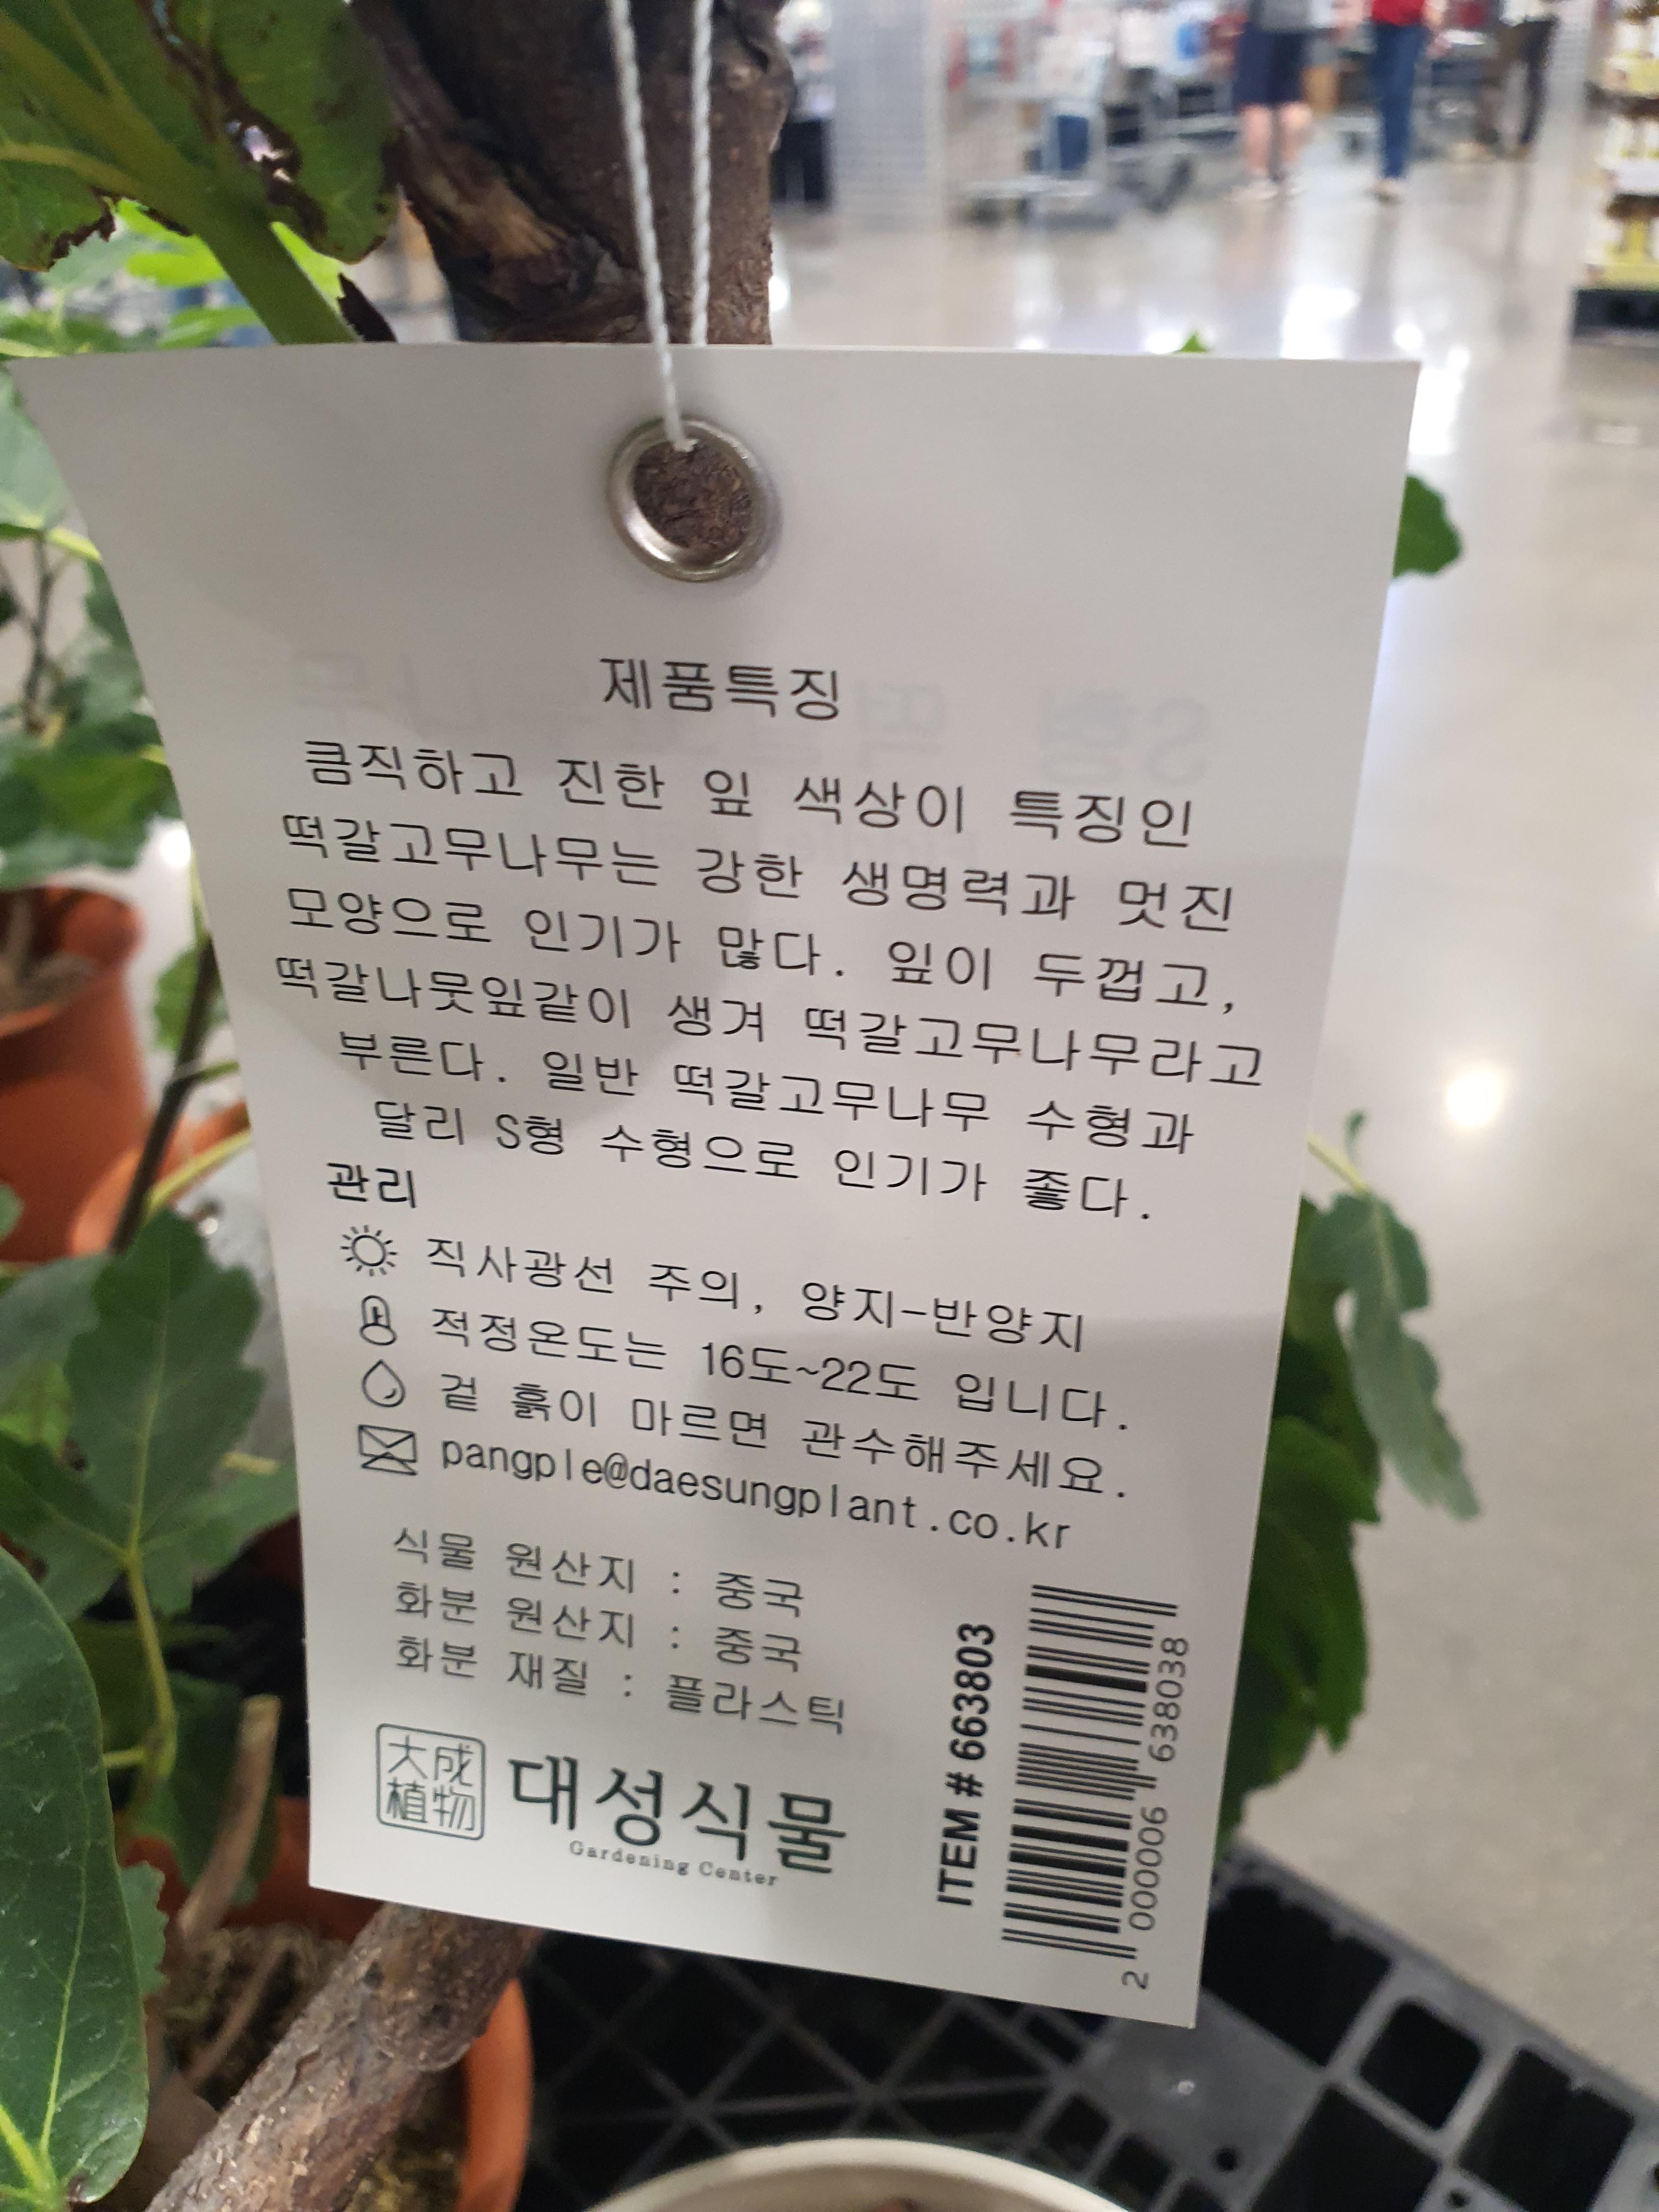 제품특징
큼직하고 진한 잎 색상이 특징인
떡갈고무나무는 강한 생명력과 멋진
모양으로 인기가 많다. 잎이 두껍고,
떡갈나뭇잎같이 생겨 떡갈고무나무라고
부른다. 일반 떡갈고무나무 수형과
달리 S형 수형으로 인기가 좋다.
관리
직사광선 주의, 양지-반양지
적정온도는 16도~22도 입니다.
겉 흙이 마르면 관수해주세요.
pangple@daesungplant.co.kr
식물 원산지 : 중국
화분 원산지 : 중국
화분 재질 : 플라스틱
大成
植物
대성식물
Gardening Center
ITEM # 663803
2 000006 638038